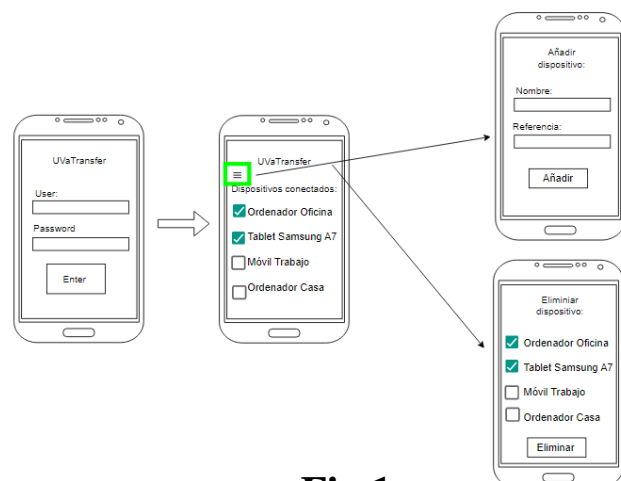 UVaTransfer
User:
Password
Enter
UVaTransfer
Dispositivos conectados:
Ordenador Oficina
Tablet Samsung A7
Móvil Trabajo
Ordenador Casa
Añadir
dispositivo:
Nombre:
Referencia:
Añadir
Eliminiar
dispositivo:
Ordenador Oficina
Tablet Samsung A7
Móvil Trabajo
Ordenador Casa
Eliminar